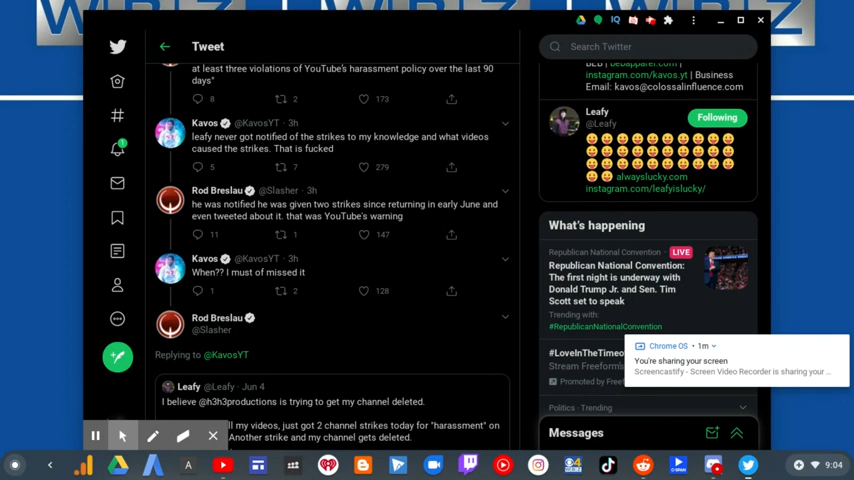 Tweet
Search Twitter
at least three violations of YouTube's harassment policy over the last 90
days"
8 2 173
Kavos @KavosYT · 3h
leafy never got notified of the strikes to my knowledge and what videos
caused the strikes. That is fucked
5 7 279
Rod Breslau @Slasher · 3h
he was notified he was given two strikes since returning in early June and
even tweeted about it. that was YouTube's warning
11 1 147
Kavos @KavosYT · 3h
When?? I must of missed it
1 2 128
Rod Breslau
@Slasher
Replying to @KavosYT
Leafy @Leafy · Jun 4
I believe @h3h3productions is trying to get my channel deleted.
ll my videos, just got 2 channel strikes today for "harassment" on
Another strike and my channel gets deleted.
instagram.com/kavos.yt | Business
Email: kavos@colossalinfluence.com
Leafy
@Leafy
Following
alwayslucky.com
instagram.com/leafyislucky/
What's happening
Republican National Convention · LIVE
Republican National Convention:
The first night is underway with
Donald Trump Jr. and Sen. Tim
Scott set to speak
Trending with:
#RepublicanNationalConvention
#LoveInTheTimeo
Stream Freeform's
Promoted by Freef
Politics · Trending
Chrome OS · 1m
You're sharing your screen
Screencastify - Screen Video Recorder is sharing your ...
Messages
9:04